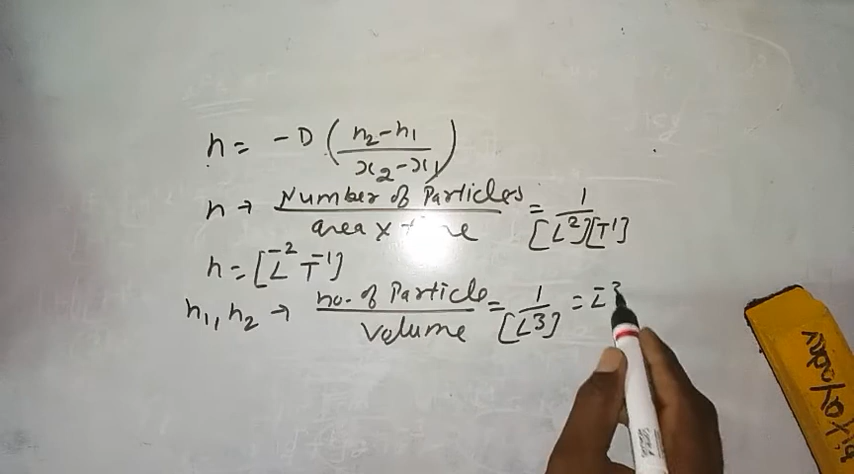 n = -D ( n2-n1 / x2-x1 )
n → Number of Particles / area x = 1 / [L²][T¹]
n = [L⁻² T⁻¹]
n1, n2 → no. of Particle / Volume = 1 / [L³] = L⁻³